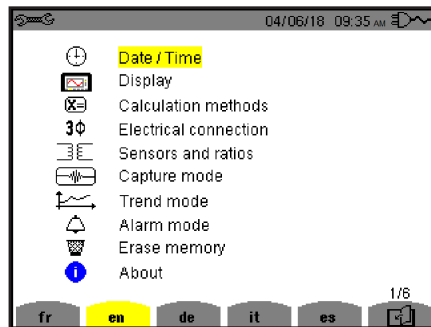 04/06/18 09:35 AM
Date / Time
Display
X= Calculation methods
3Φ Electrical connection
Sensors and ratios
Capture mode
Trend mode
Alarm mode
Erase memory
i About
1/6
fr en de it es